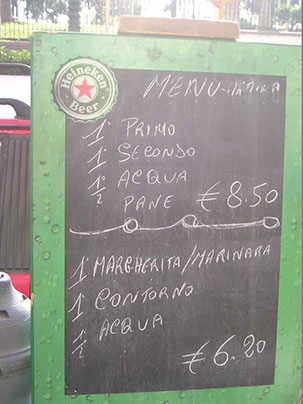 Heineken
Beer
MENU
1 PRIMO
1 SECONDO
1/2 ACQUA
PANE € 8.50
1 MARGHERITA/MARINARA
1 CONTORNO
1/2 ACQUA
€ 6.20